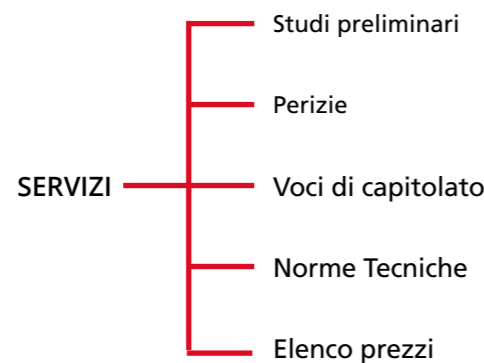 Studi preliminari
Perizie
SERVIZI
Voci di capitolato
Norme Tecniche
Elenco prezzi